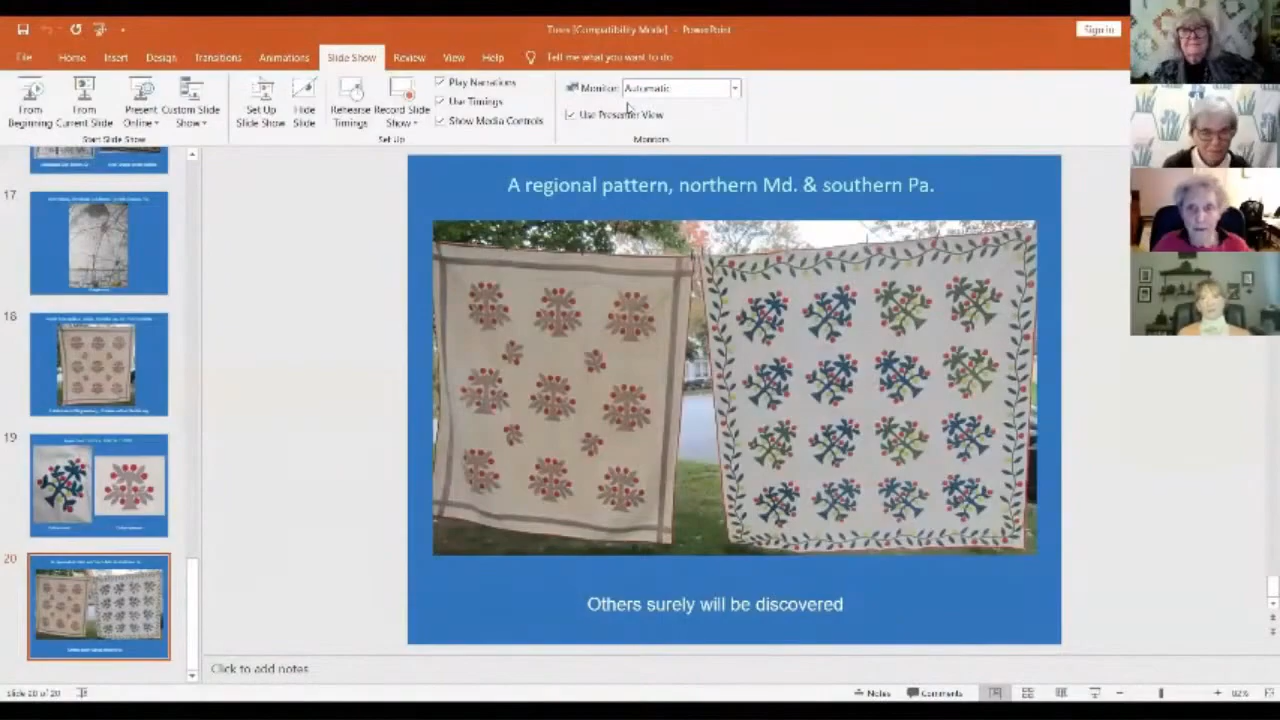 Trees [Compatibility Mode] - PowerPoint
Sign in
File Home Insert Design Transitions Animations Slide Show Review View Help Tell me what you want to do
From Beginning
From Current Slide
Present Online
Custom Slide Show
Set Up Slide Show
Hide Slide
Rehearse Timings
Record Slide Show
Play Narrations
Use Timings
Show Media Controls
Monitor: Automatic
Use Presenter View
Start Slide Show
Set Up
Monitors
17
18
19
20
A regional pattern, northern Md. & southern Pa.
Others surely will be discovered
Click to add notes
Slide 20 of 20
Notes
Comments
82%